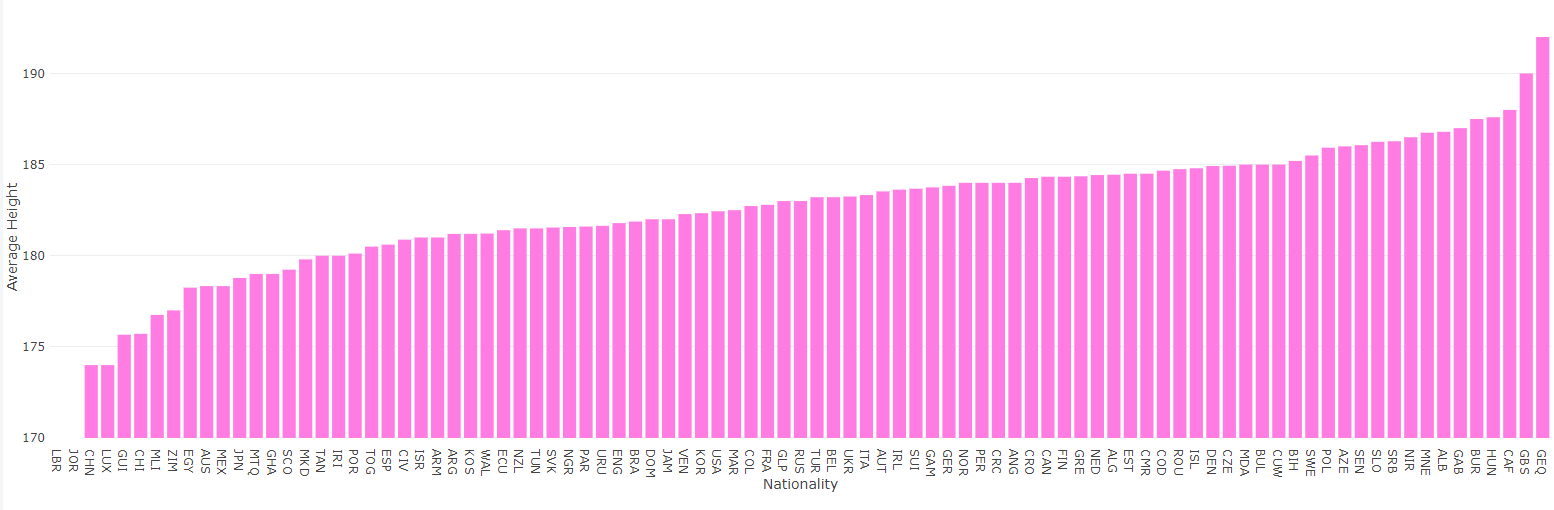 190
185
180
175
170
Average Height
LBR JOR CHN LUX GUI CHI MLI ZIM EGY AUS MEX JPN MTQ GHA SCO MKD TAN IRI POR TOG ESP CIV ISR ARM ARG KOS WAL ECU NZL TUN SVK NGR PAR URU ENG BRA DOM JAM VEN KOR USA MAR COL FRA GLP RUS TUR BEL UKR ITA AUT IRL SUI GAM GER NOR PER CRC ANG CRO CAN FIN GRE NED ALG EST CMR COD ROU ISL DEN CZE MDA BUL CUW BIH SWE POL AZE SEN SLO SRB NIR MNE ALB GAB BUR HUN CAF GBS GEQ
Nationality